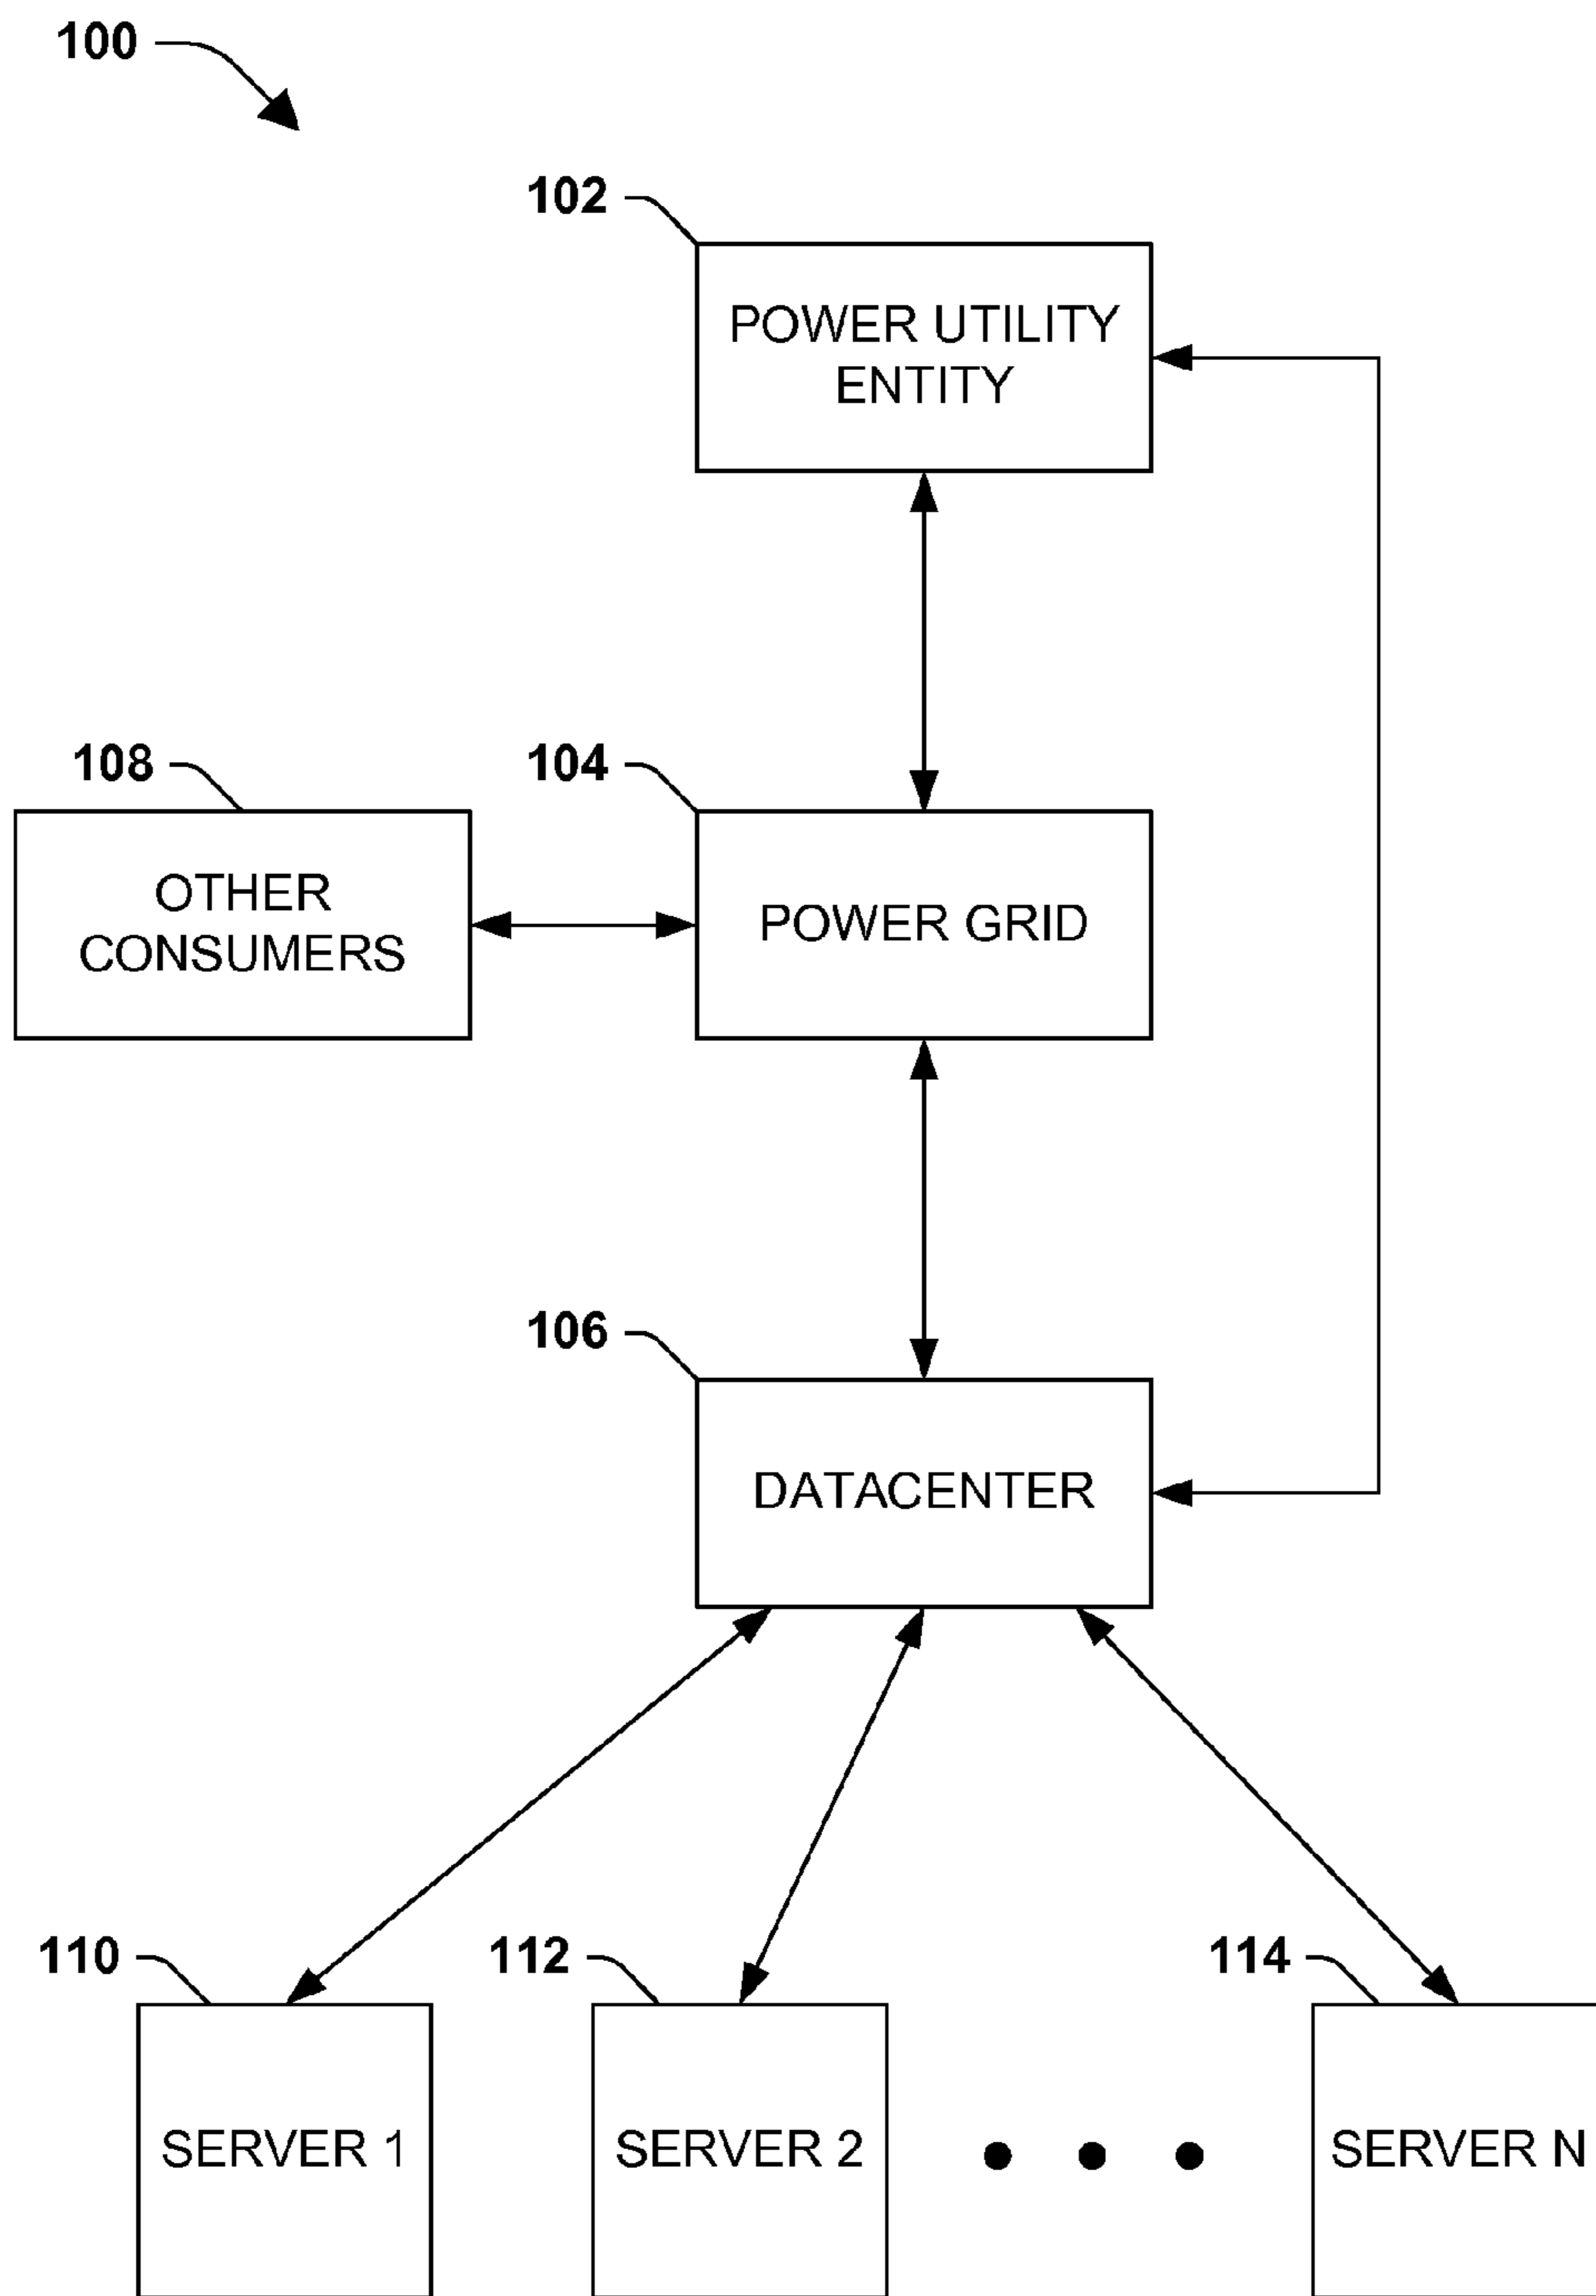 100
102
POWER UTILITY
ENTITY
108
104
OTHER
CONSUMERS
POWER GRID
106
DATACENTER
110
112
114
SERVER 1
SERVER 2
SERVER N